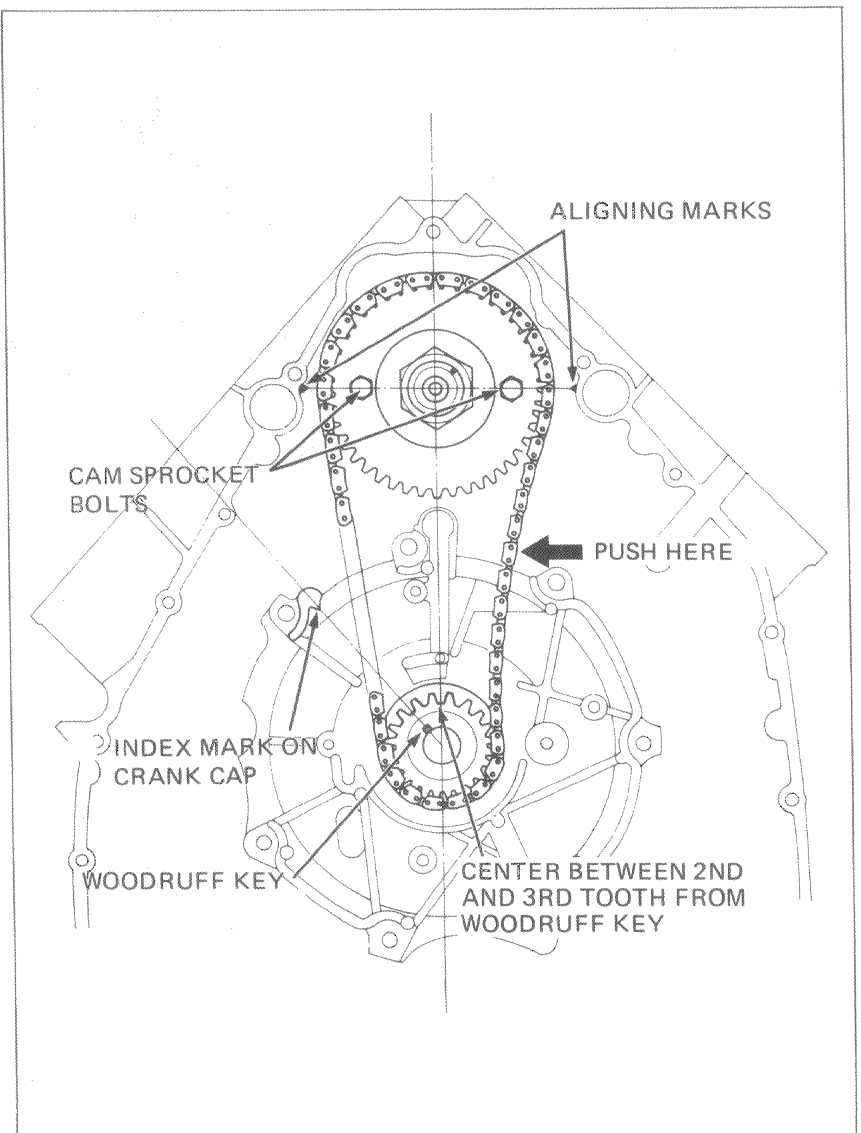 ALIGNING MARKS
CAM SPROCKET
BOLTS
PUSH HERE
INDEX MARK ON
CRANK CAP
WOODRUFF KEY
CENTER BETWEEN 2ND
AND 3RD TOOTH FROM
WOODRUFF KEY